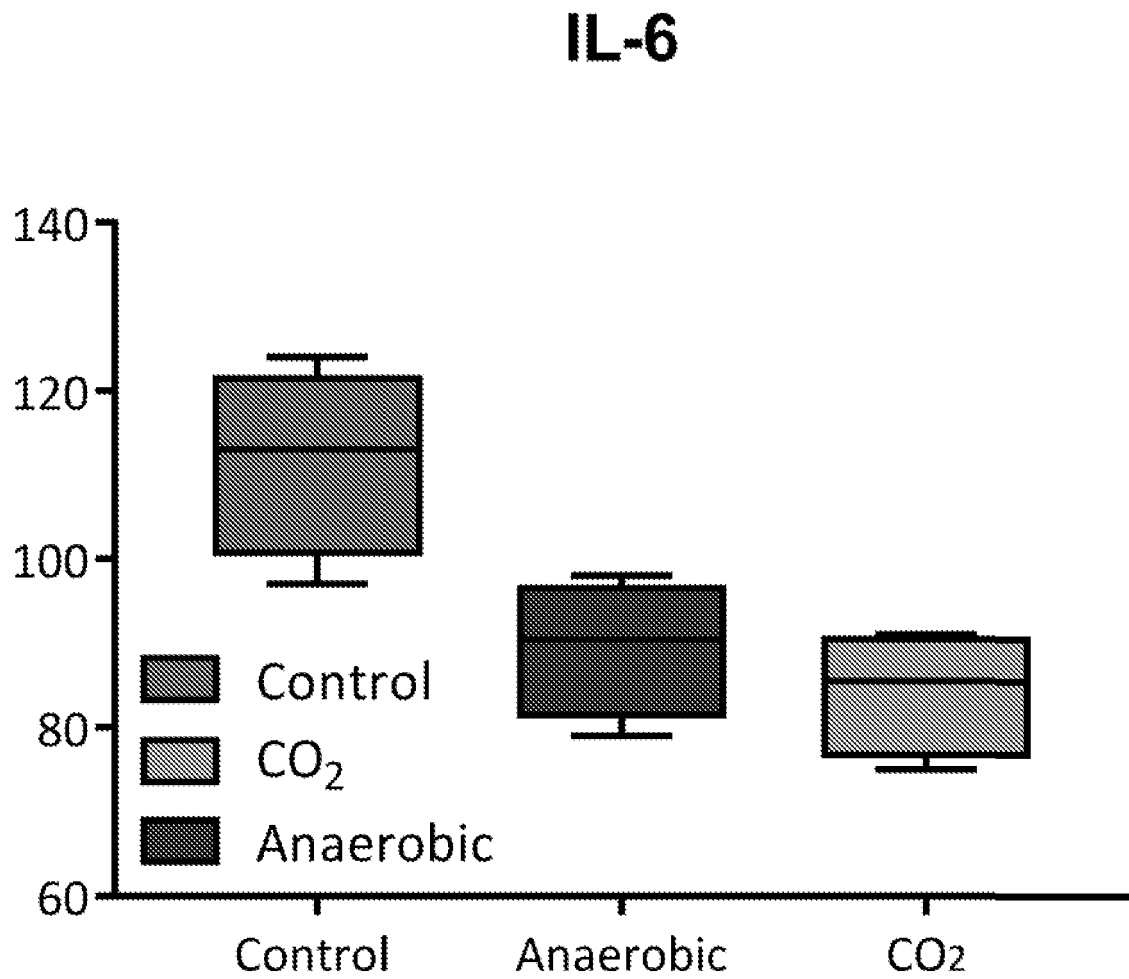 IL-6
140
120
100
80
60
Control
CO₂
Anaerobic
Control Anaerobic CO₂